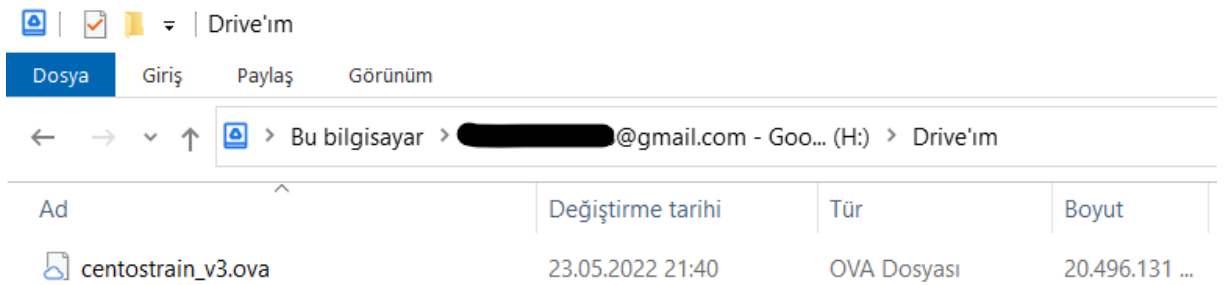 Drive'ım
Dosya Giriş Paylaş Görünüm
Bu bilgisayar @gmail.com - Goo... (H:) Drive'ım
Ad Değiştirme tarihi Tür Boyut
centostrain_v3.ova 23.05.2022 21:40 OVA Dosyası 20.496.131 ...